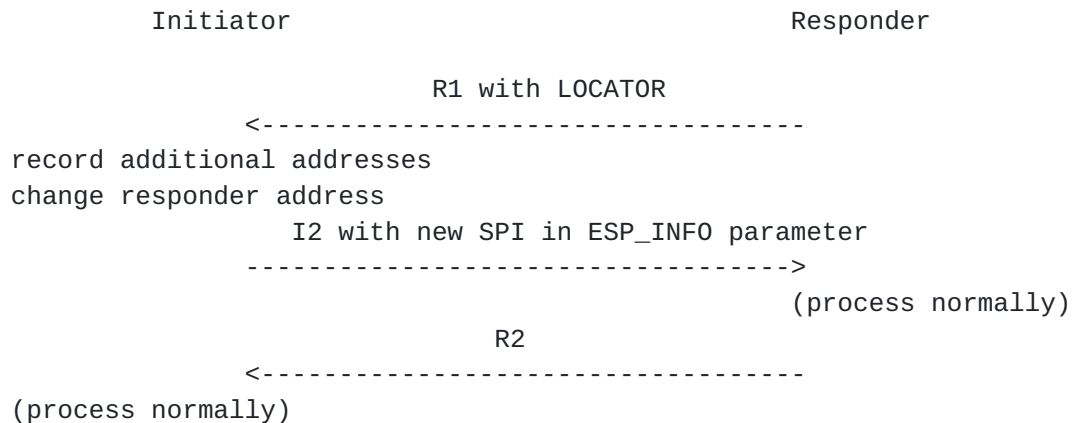 Initiator                                Responder
R1 with LOCATOR
<-----------------------------------
record additional addresses
change responder address
I2 with new SPI in ESP_INFO parameter
----------------------------------->
(process normally)
R2
<-----------------------------------
(process normally)